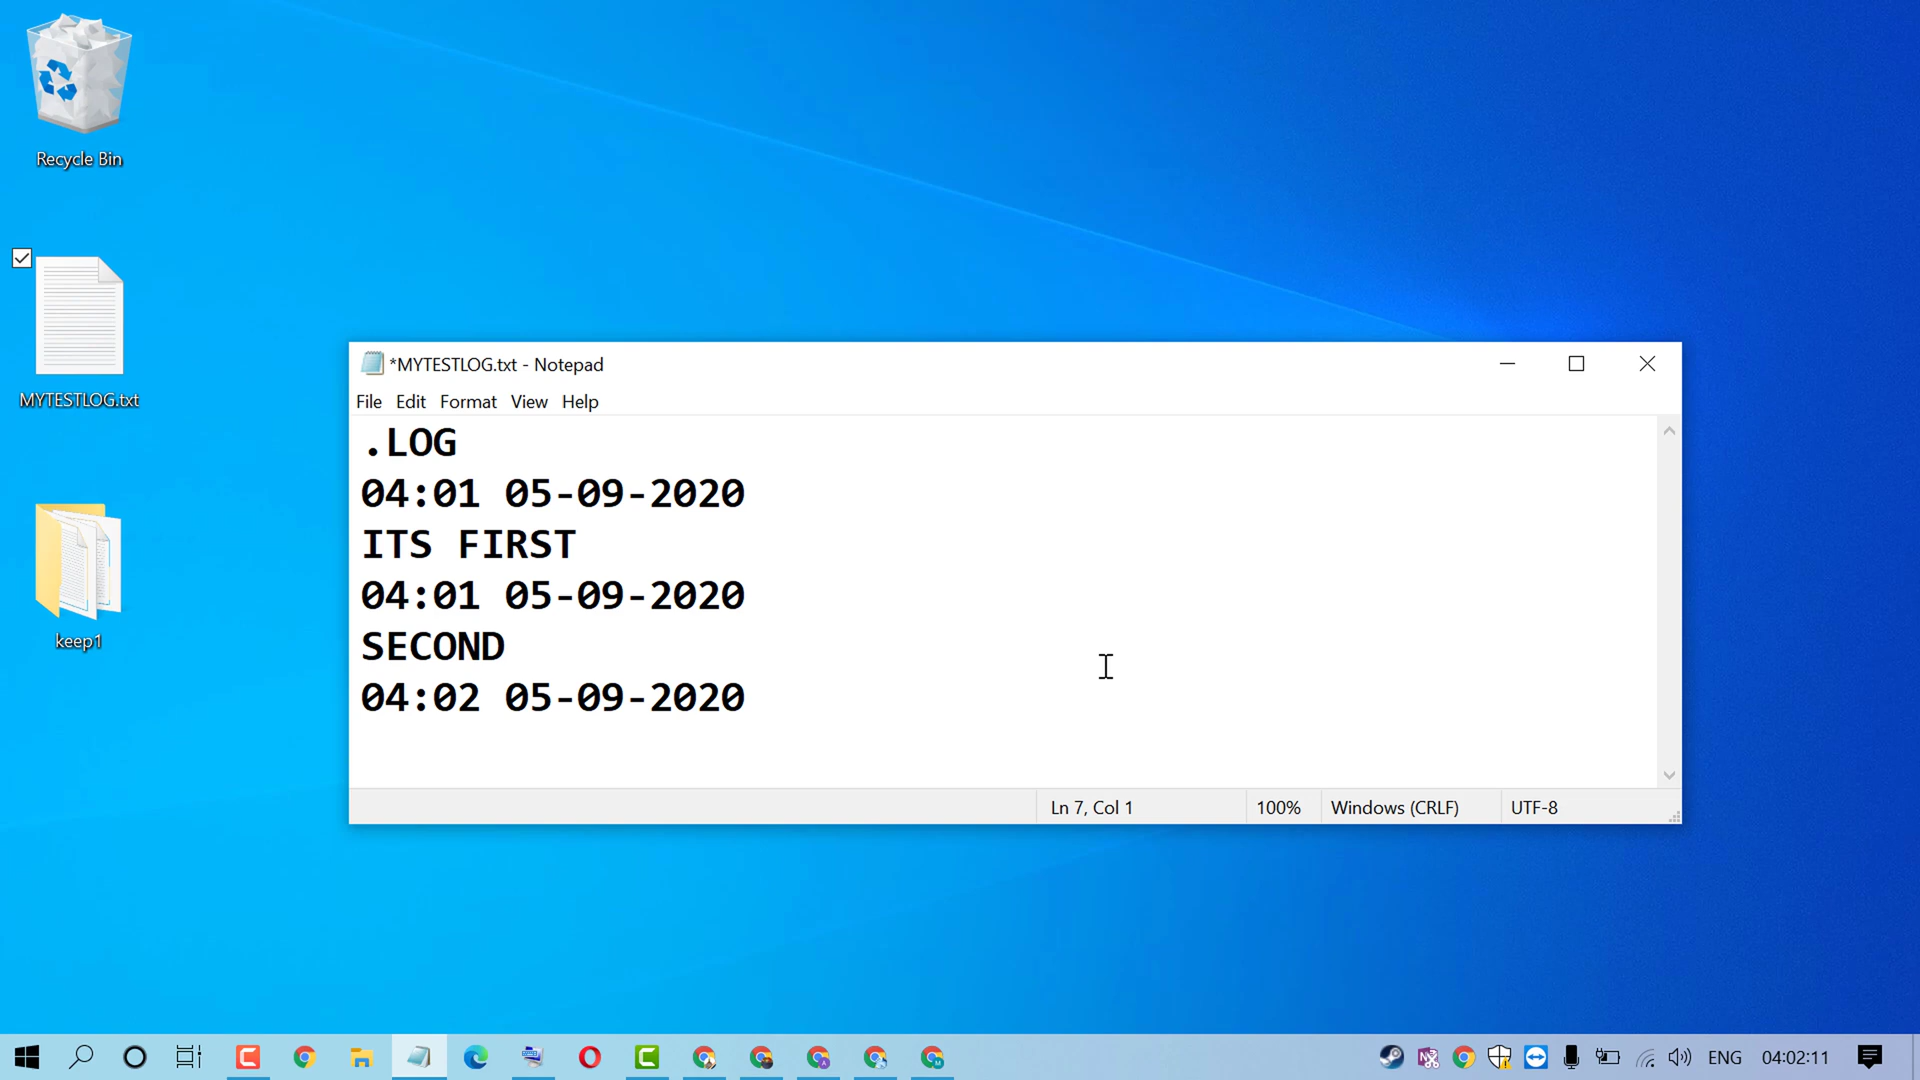 Recycle Bin
MYTESTLOG.txt
keep1
*MYTESTLOG.txt - Notepad
File Edit Format View Help
.LOG
04:01 05-09-2020
ITS FIRST
04:01 05-09-2020
SECOND
04:02 05-09-2020
Ln 7, Col 1 100% Windows (CRLF) UTF-8
ENG 04:02:11